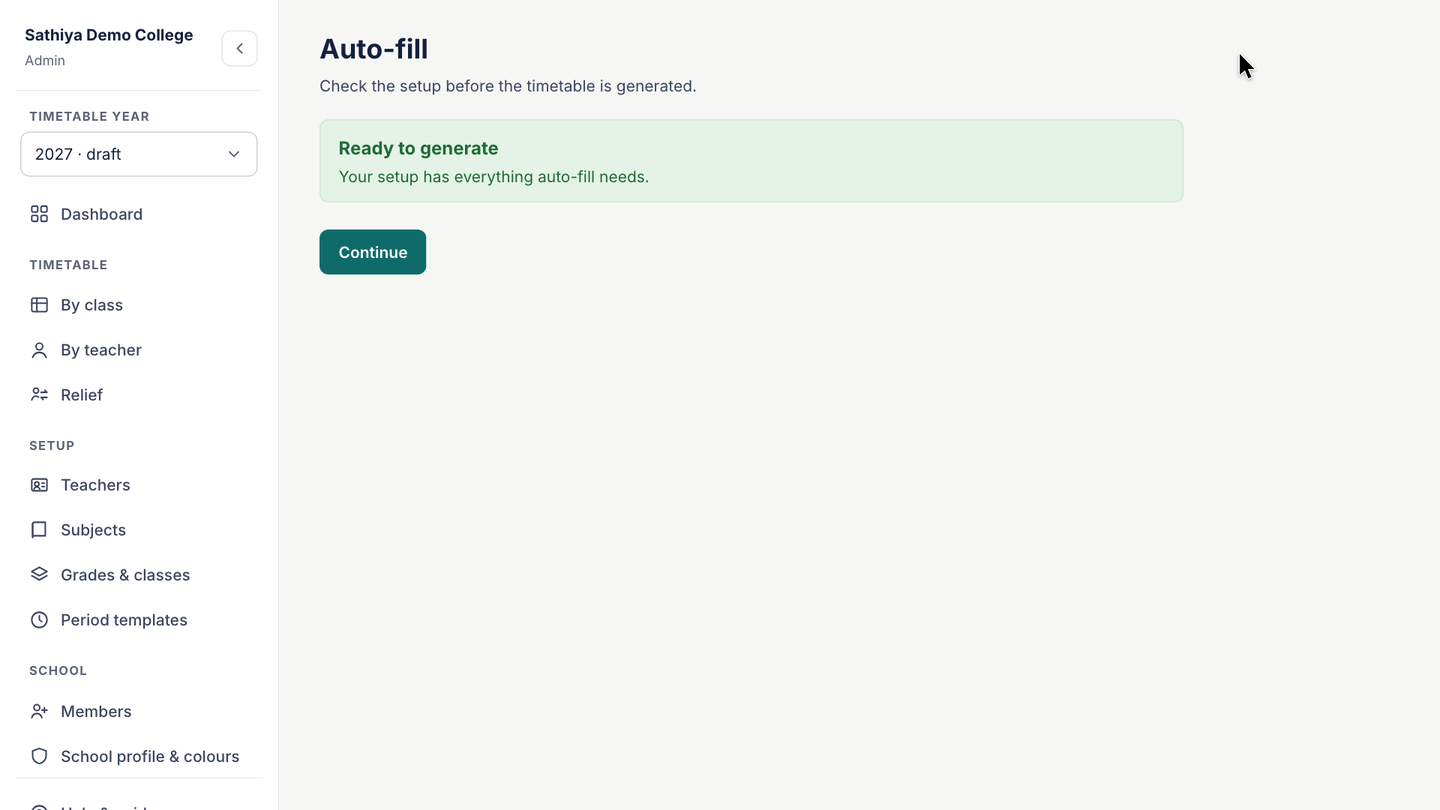 Sathiya Demo College
Admin
TIMETABLE YEAR
2027 · draft
Dashboard
TIMETABLE
By class
By teacher
Relief
SETUP
Teachers
Subjects
Grades & classes
Period templates
SCHOOL
Members
School profile & colours
Auto-fill
Check the setup before the timetable is generated.
Ready to generate
Your setup has everything auto-fill needs.
Continue